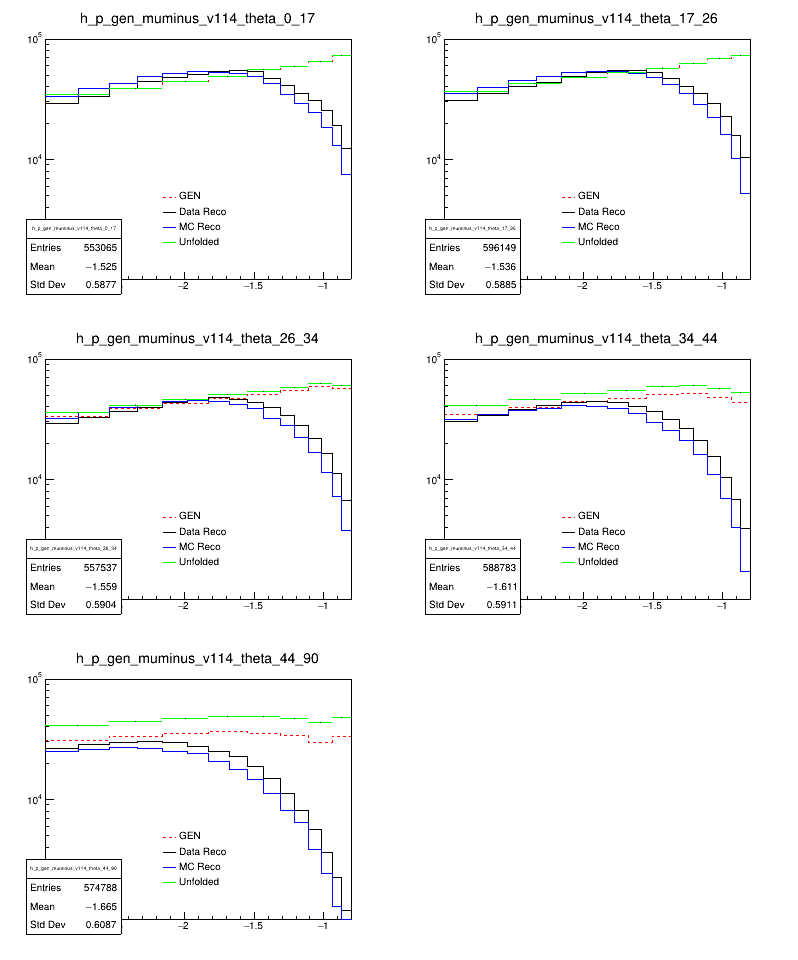 h_p_gen_muminus_v114_theta_0_17
10^5
10^4
GEN
Data Reco
MC Reco
Unfolded
h_p_gen_muminus_v114_theta_0_17
Entries 553065
Mean −1.525
Std Dev 0.5877
−2 −1.5 −1
h_p_gen_muminus_v114_theta_17_26
10^5
10^4
GEN
Data Reco
MC Reco
Unfolded
h_p_gen_muminus_v114_theta_17_26
Entries 596149
Mean −1.536
Std Dev 0.5885
−2 −1.5 −1
h_p_gen_muminus_v114_theta_26_34
10^5
10^4
GEN
Data Reco
MC Reco
Unfolded
h_p_gen_muminus_v114_theta_26_34
Entries 557537
Mean −1.559
Std Dev 0.5904
−2 −1.5 −1
h_p_gen_muminus_v114_theta_34_44
10^5
10^4
GEN
Data Reco
MC Reco
Unfolded
h_p_gen_muminus_v114_theta_34_44
Entries 588783
Mean −1.611
Std Dev 0.5911
−2 −1.5 −1
h_p_gen_muminus_v114_theta_44_90
10^5
10^4
GEN
Data Reco
MC Reco
Unfolded
h_p_gen_muminus_v114_theta_44_90
Entries 574788
Mean −1.665
Std Dev 0.6087
−2 −1.5 −1